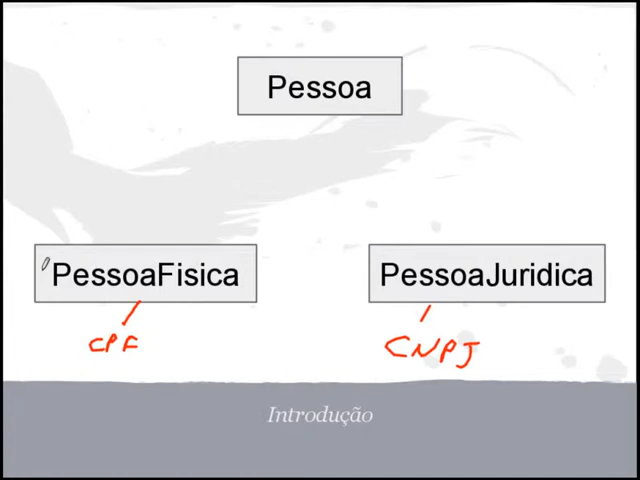 Pessoa
PessoaFisica
PessoaJuridica
CPF
CNPJ
Introdução